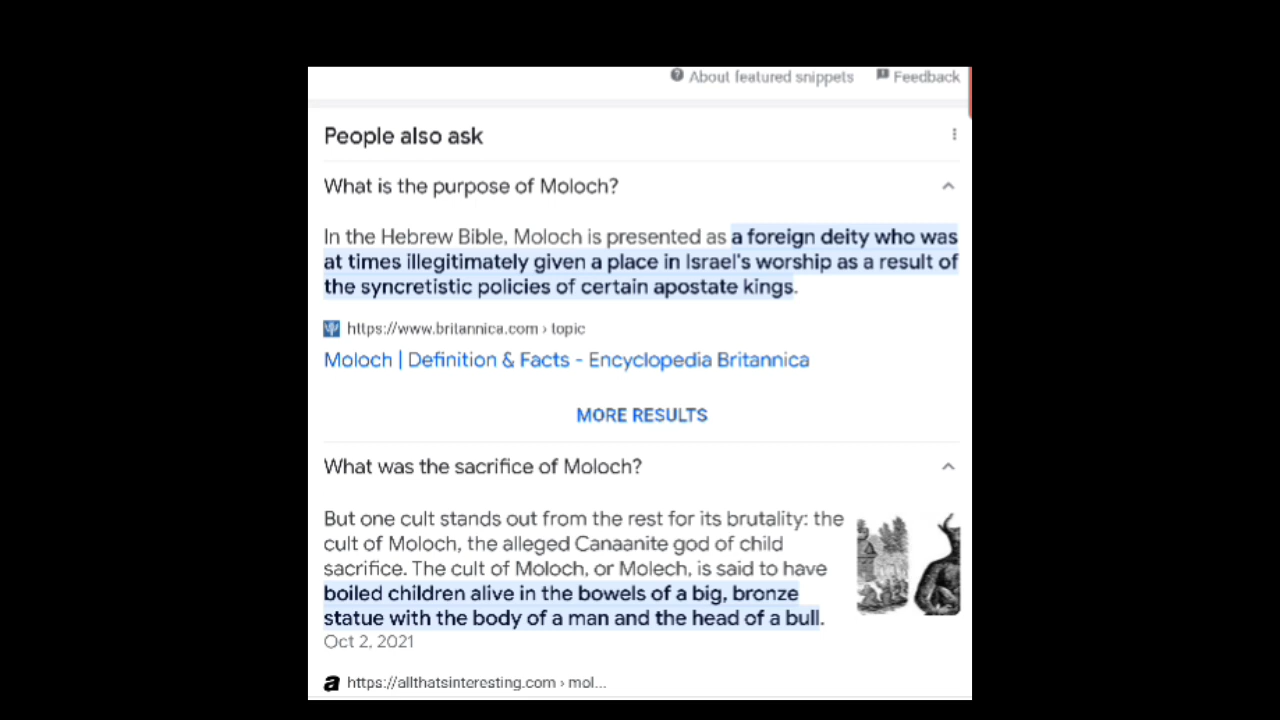 About featured snippets Feedback
People also ask
What is the purpose of Moloch?
In the Hebrew Bible, Moloch is presented as a foreign deity who was
at times illegitimately given a place in Israel's worship as a result of
the syncretistic policies of certain apostate kings.
https://www.britannica.com › topic
Moloch | Definition & Facts - Encyclopedia Britannica
MORE RESULTS
What was the sacrifice of Moloch?
But one cult stands out from the rest for its brutality: the
cult of Moloch, the alleged Canaanite god of child
sacrifice. The cult of Moloch, or Molech, is said to have
boiled children alive in the bowels of a big, bronze
statue with the body of a man and the head of a bull.
Oct 2, 2021
a https://allthatsinteresting.com › mol...